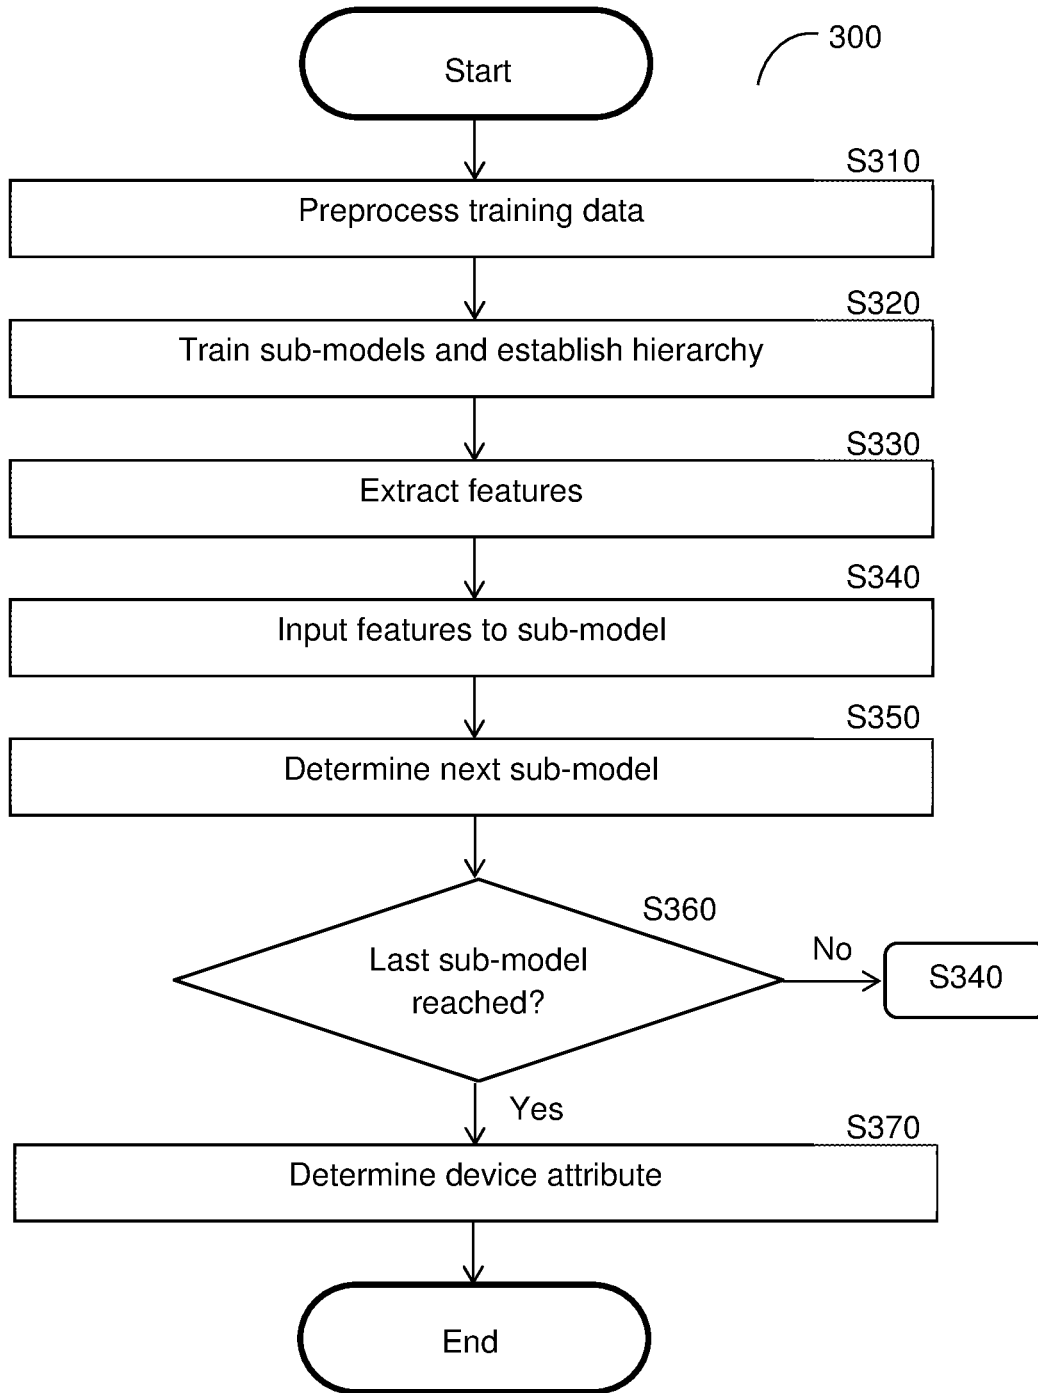 Start
300
S310
Preprocess training data
S320
Train sub-models and establish hierarchy
S330
Extract features
S340
Input features to sub-model
S350
Determine next sub-model
S360
Last sub-model
reached?
No
S340
Yes
S370
Determine device attribute
End